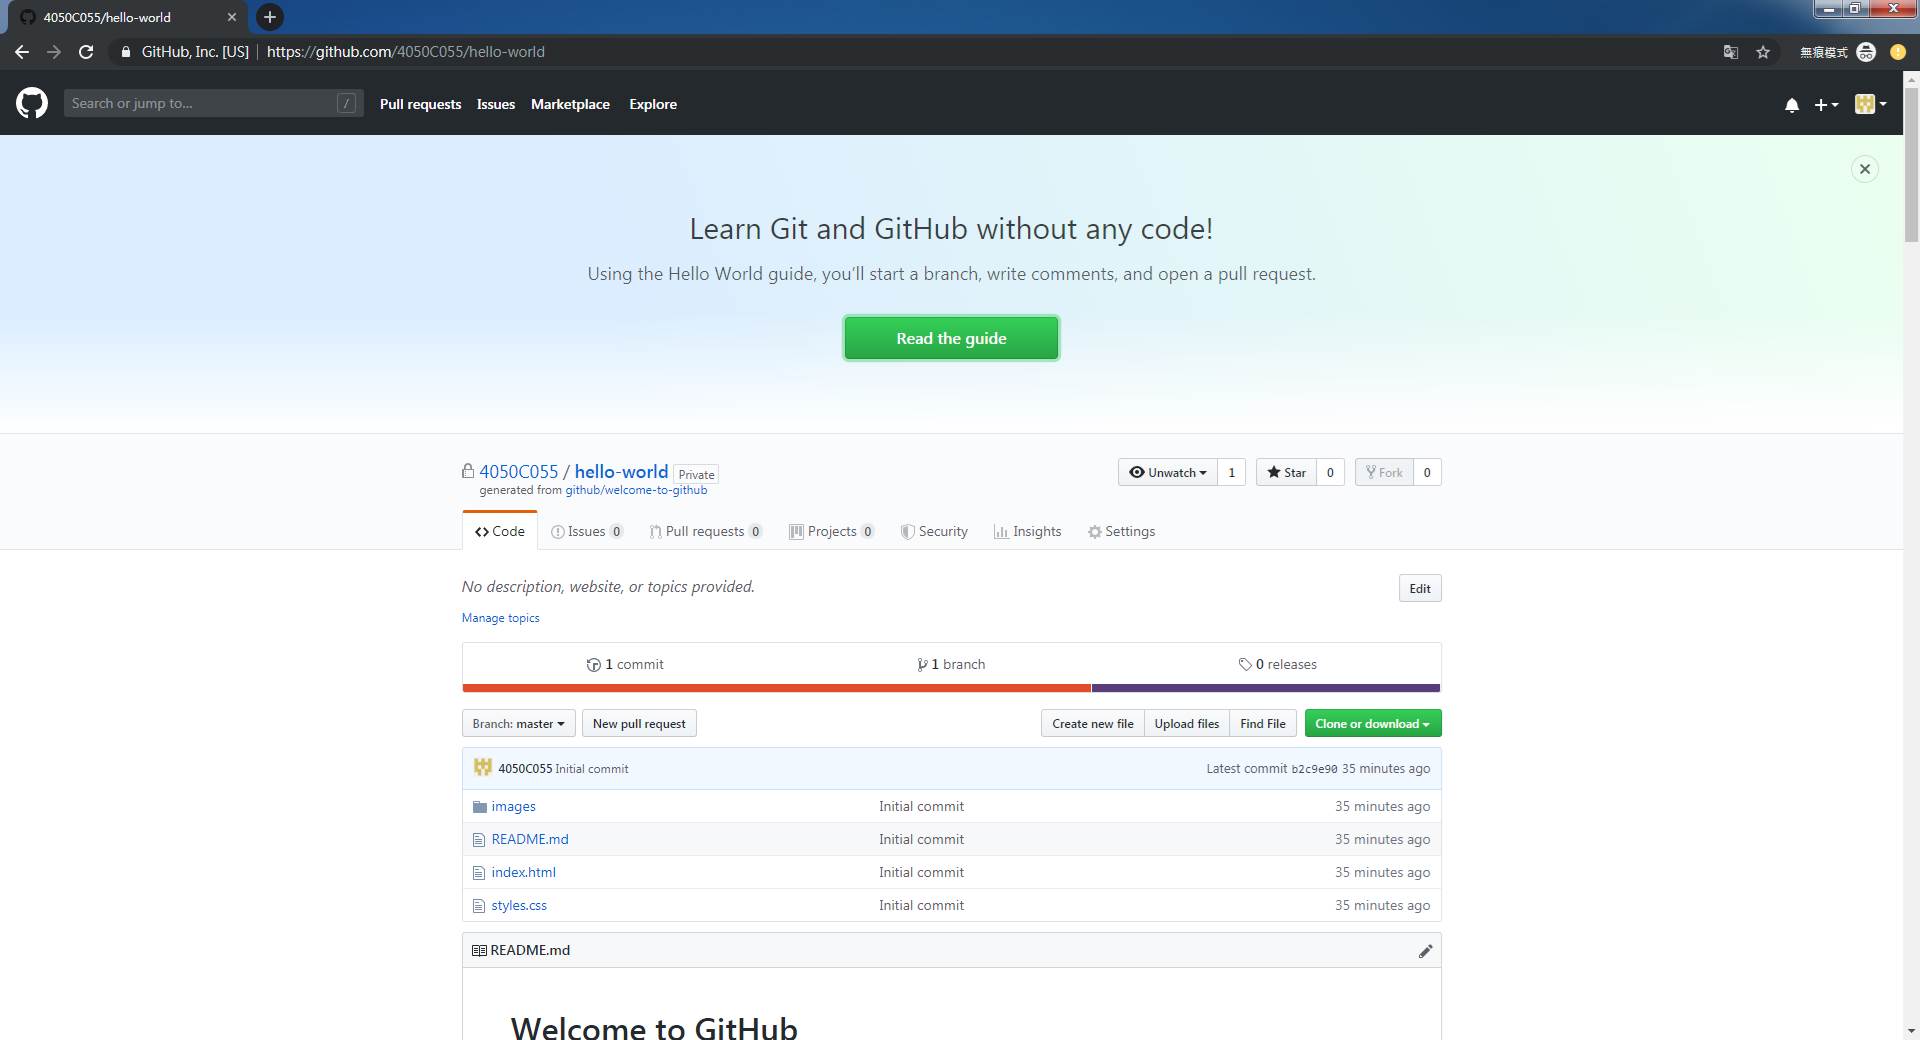 4050C055/hello-world
GitHub, Inc. [US] https://github.com/4050C055/hello-world 無痕模式
Search or jump to... / Pull requests Issues Marketplace Explore
Learn Git and GitHub without any code!
Using the Hello World guide, you’ll start a branch, write comments, and open a pull request.
Read the guide
4050C055 / hello-world Private Unwatch 1 Star 0 Fork 0
generated from github/welcome-to-github
Code Issues 0 Pull requests 0 Projects 0 Security Insights Settings
No description, website, or topics provided. Edit
Manage topics
1 commit 1 branch 0 releases
Branch: master New pull request Create new file Upload files Find File Clone or download
4050C055 Initial commit Latest commit b2c9e90 35 minutes ago
images Initial commit 35 minutes ago
README.md Initial commit 35 minutes ago
index.html Initial commit 35 minutes ago
styles.css Initial commit 35 minutes ago
README.md
Welcome to GitHub